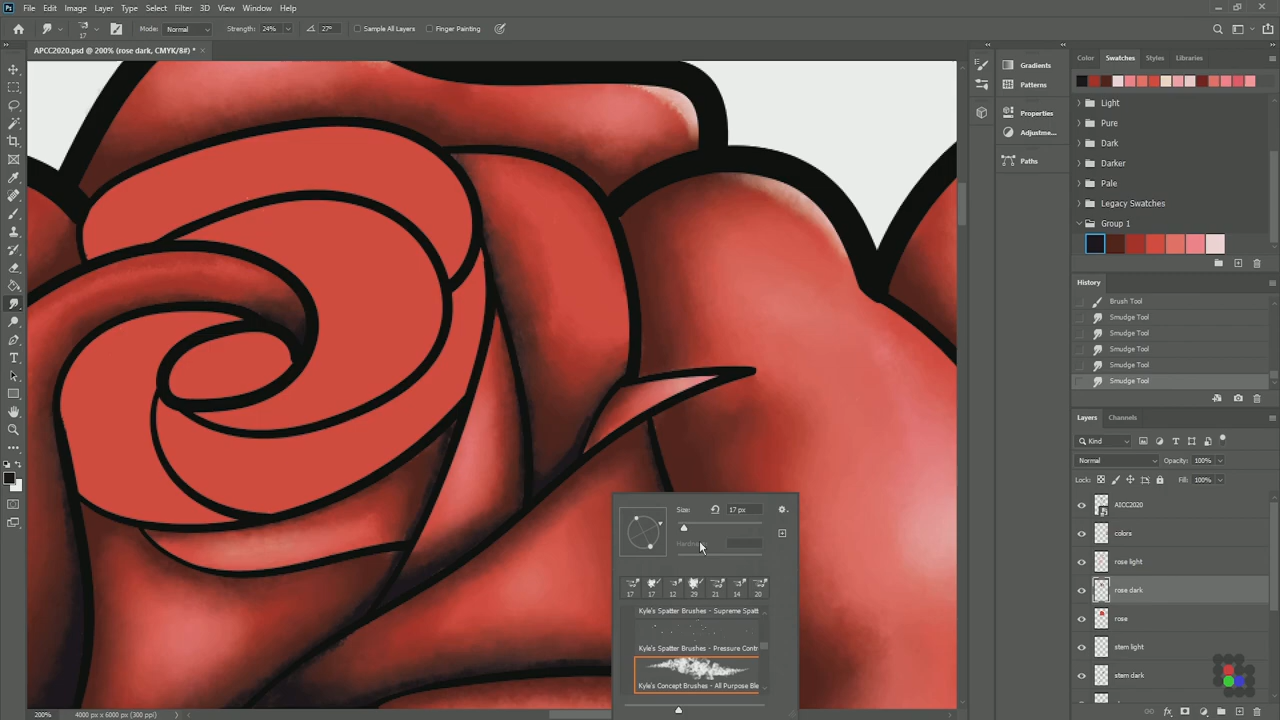 Ps File Edit Image Layer Type Select Filter 3D View Window Help
17 Mode: Normal Strength: 24% 27° Sample All Layers Finger Painting
APCC2020.psd @ 200% (rose dark, CMYK/8#) * ×
Gradients
Patterns
Properties
Adjustme...
Paths
Color Swatches Styles Libraries
Light
Pure
Dark
Darker
Pale
Legacy Swatches
Group 1
History
Brush Tool
Smudge Tool
Smudge Tool
Smudge Tool
Smudge Tool
Smudge Tool
Layers Channels
Kind
Normal Opacity: 100%
Lock: Fill: 100%
AICC2020
colors
rose light
rose dark
rose
stem light
stem dark
Size: 17 px
17 17 12 29 21 14 20
Kyle's Spatter Brushes - Supreme Spatt
Kyle's Spatter Brushes - Pressure Contr
Kyle's Concept Brushes - All Purpose Ble
200% 4000 px x 6000 px (300 ppi)